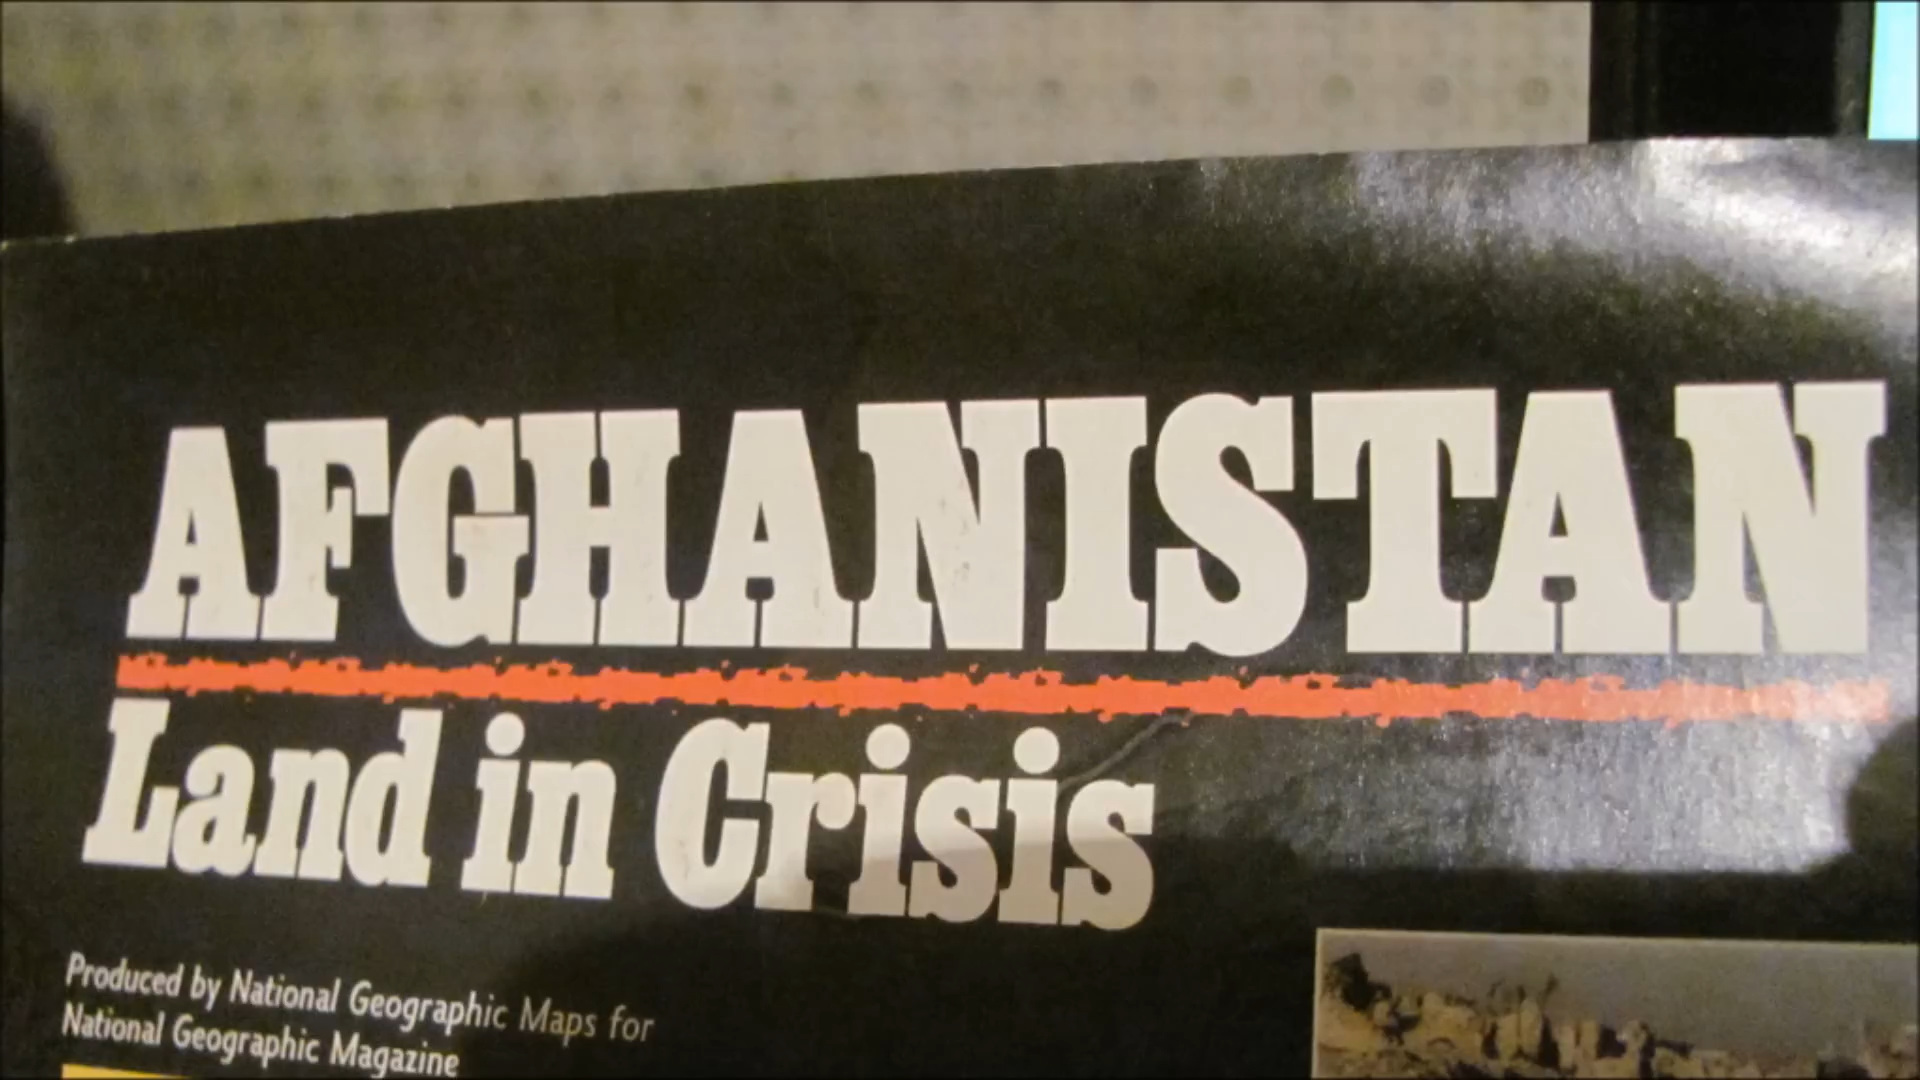 AFGHANISTAN
Land in Crisis
Produced by National Geographic Maps for
National Geographic Magazine